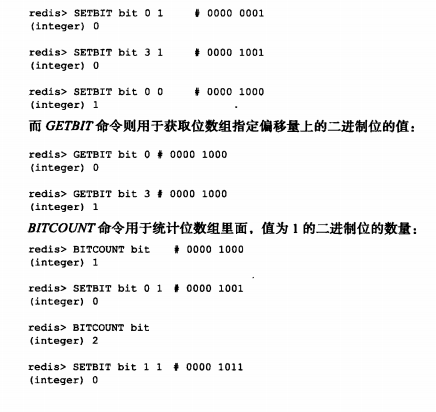 redis> SETBIT bit 0 1 # 0000 0001
(integer) 0
redis> SETBIT bit 3 1 # 0000 1001
(integer) 0
redis> SETBIT bit 0 0 # 0000 1000
(integer) 1
而 GETBIT 命令则用于获取位数组指定偏移量上的二进制位的值：
redis> GETBIT bit 0 # 0000 1000
(integer) 0
redis> GETBIT bit 3 # 0000 1000
(integer) 1
BITCOUNT 命令用于统计位数组里面，值为 1 的二进制位的数量：
redis> BITCOUNT bit # 0000 1000
(integer) 1
redis> SETBIT bit 0 1 # 0000 1001
(integer) 0
redis> BITCOUNT bit
(integer) 2
redis> SETBIT bit 1 1 # 0000 1011
(integer) 0